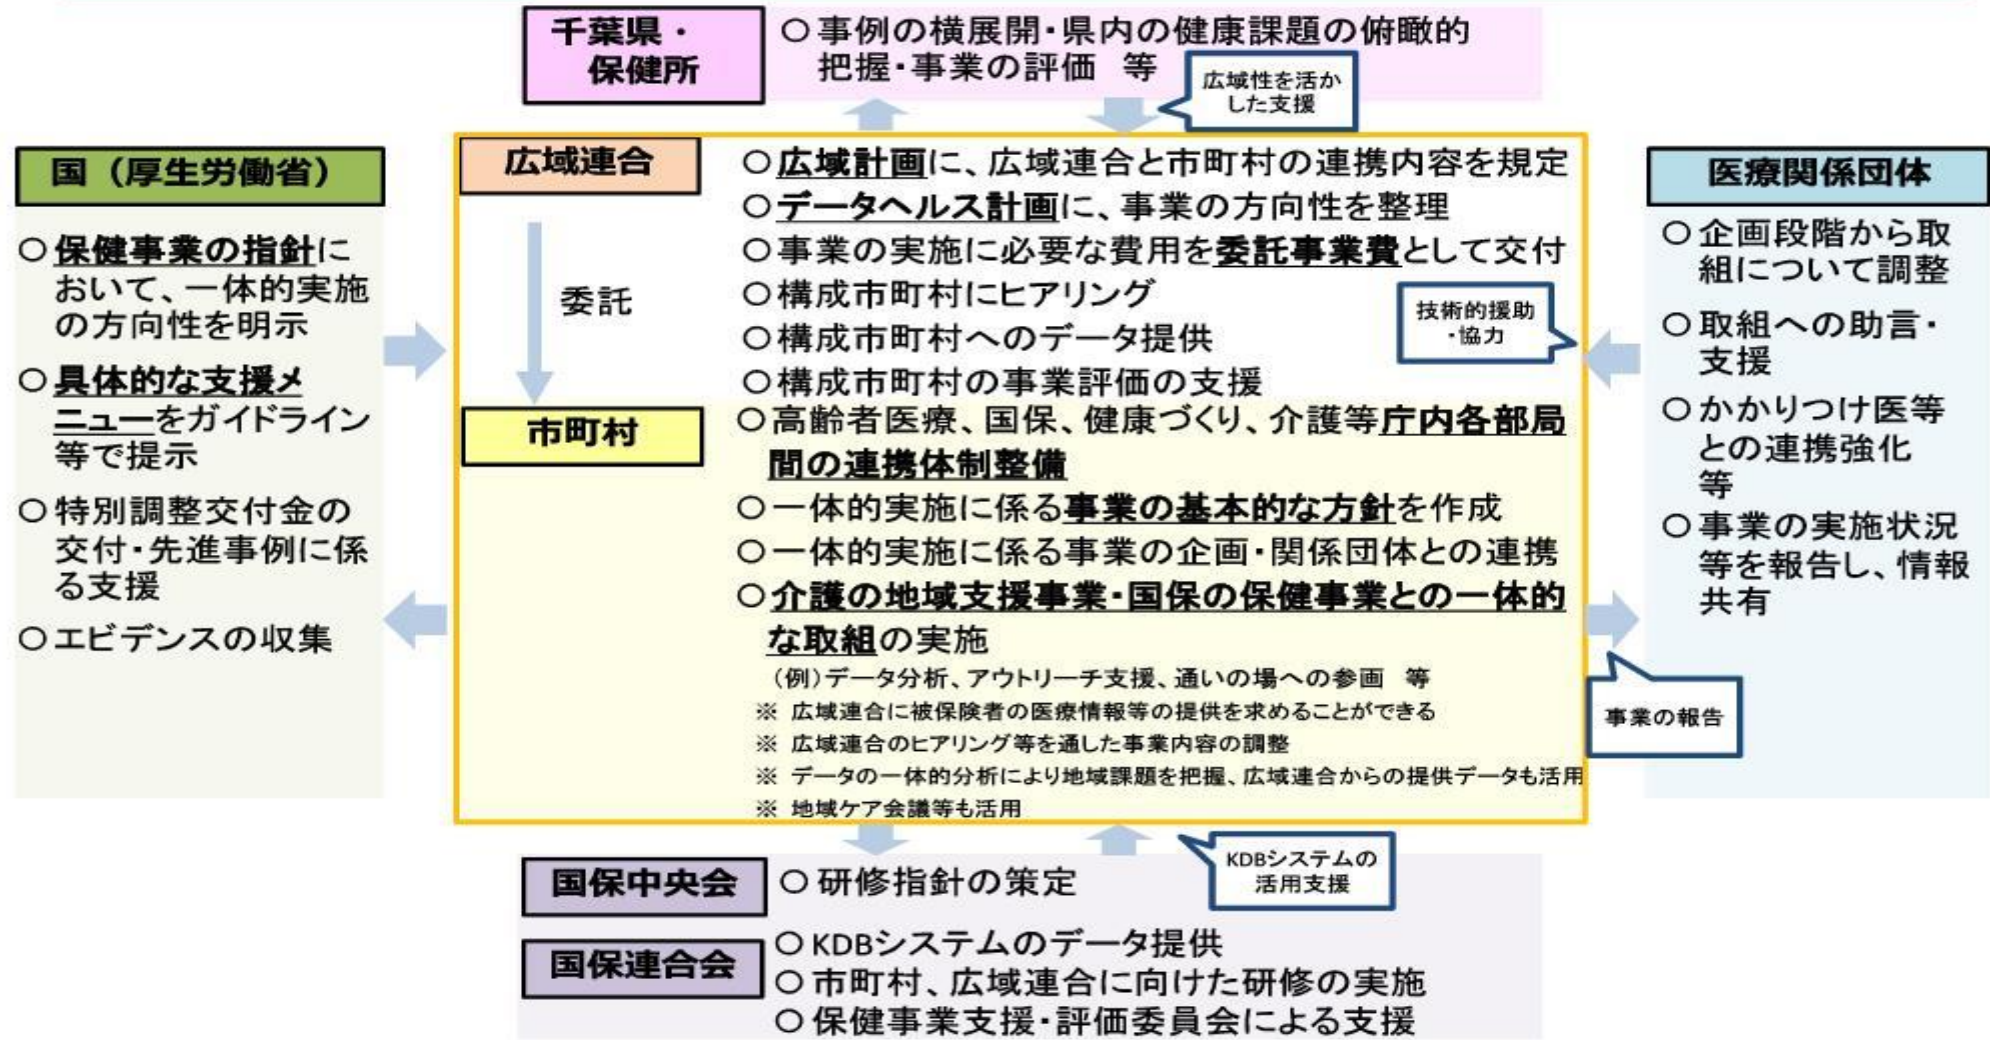 千葉県・
保健所
○事例の横展開・県内の健康課題の俯瞰的
把握・事業の評価　等
広域性を活か
した支援
国（厚生労働省）
○保健事業の指針に
おいて、一体的実施
の方向性を明示
○具体的な支援メ
ニューをガイドライン
等で提示
○特別調整交付金の
交付・先進事例に係
る支援
○エビデンスの収集
広域連合
委託
○広域計画に、広域連合と市町村の連携内容を規定
○データヘルス計画に、事業の方向性を整理
○事業の実施に必要な費用を委託事業費として交付
○構成市町村にヒアリング
○構成市町村へのデータ提供
○構成市町村の事業評価の支援
技術的援助
・協力
市町村
○高齢者医療、国保、健康づくり、介護等庁内各部局
間の連携体制整備
○一体的実施に係る事業の基本的な方針を作成
○一体的実施に係る事業の企画・関係団体との連携
○介護の地域支援事業・国保の保健事業との一体的
な取組の実施
（例）データ分析、アウトリーチ支援、通いの場への参画　等
※ 広域連合に被保険者の医療情報等の提供を求めることができる
※ 広域連合のヒアリング等を通した事業内容の調整
※ データの一体的分析により地域課題を把握、広域連合からの提供データも活用
※ 地域ケア会議等も活用
医療関係団体
○企画段階から取
組について調整
○取組への助言・
支援
○かかりつけ医等
との連携強化
等
○事業の実施状況
等を報告し、情報
共有
事業の報告
国保中央会
○研修指針の策定
KDBシステムの
活用支援
国保連合会
○KDBシステムのデータ提供
○市町村、広域連合に向けた研修の実施
○保健事業支援・評価委員会による支援